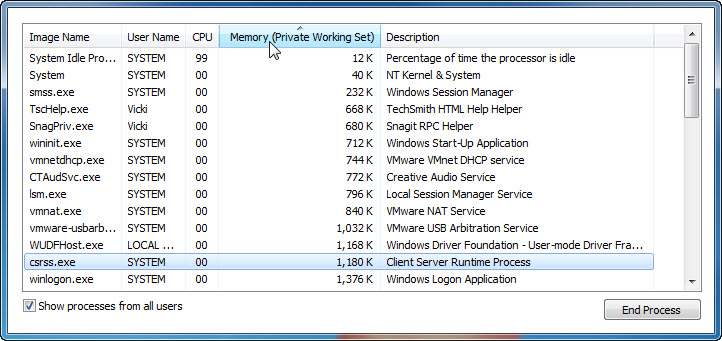 Image Name User Name CPU Memory (Private Working Set) Description
System Idle Pro... SYSTEM 99 12 K Percentage of time the processor is idle
System SYSTEM 00 40 K NT Kernel & System
smss.exe SYSTEM 00 232 K Windows Session Manager
TscHelp.exe Vicki 00 668 K TechSmith HTML Help Helper
SnagPriv.exe Vicki 00 680 K Snagit RPC Helper
wininit.exe SYSTEM 00 712 K Windows Start-Up Application
vmnetdhcp.exe SYSTEM 00 744 K VMware VMnet DHCP service
CTAudSvc.exe SYSTEM 00 772 K Creative Audio Service
lsm.exe SYSTEM 00 796 K Local Session Manager Service
vmnat.exe SYSTEM 00 840 K VMware NAT Service
vmware-usbarb... SYSTEM 00 1,032 K VMware USB Arbitration Service
WUDFHost.exe LOCAL ... 00 1,168 K Windows Driver Foundation - User-mode Driver Fra...
csrss.exe SYSTEM 00 1,180 K Client Server Runtime Process
winlogon.exe SYSTEM 00 1,376 K Windows Logon Application
Show processes from all users End Process